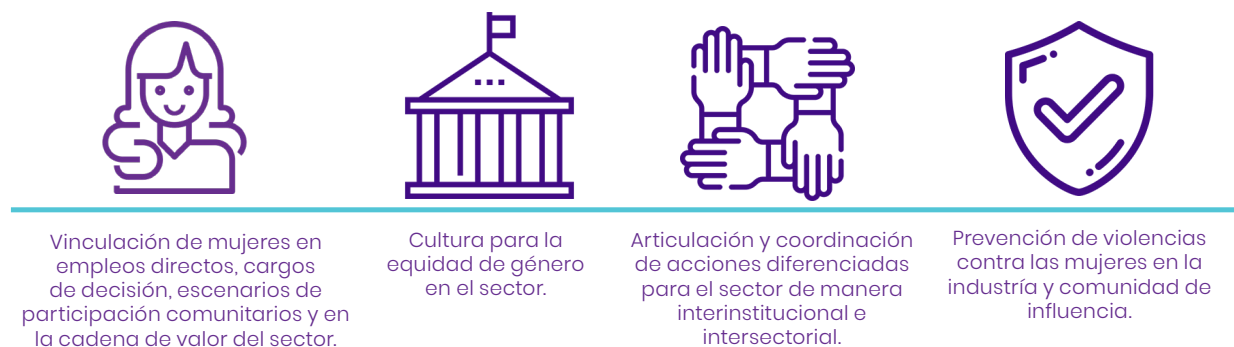 Vinculación de mujeres en
empleos directos, cargos
de decisión, escenarios de
participación comunitarios y en
la cadena de valor del sector.
Cultura para la
equidad de género
en el sector.
Articulación y coordinación
de acciones diferenciadas
para el sector de manera
interinstitucional e
intersectorial.
Prevención de violencias
contra las mujeres en la
industría y comunidad de
influencia.